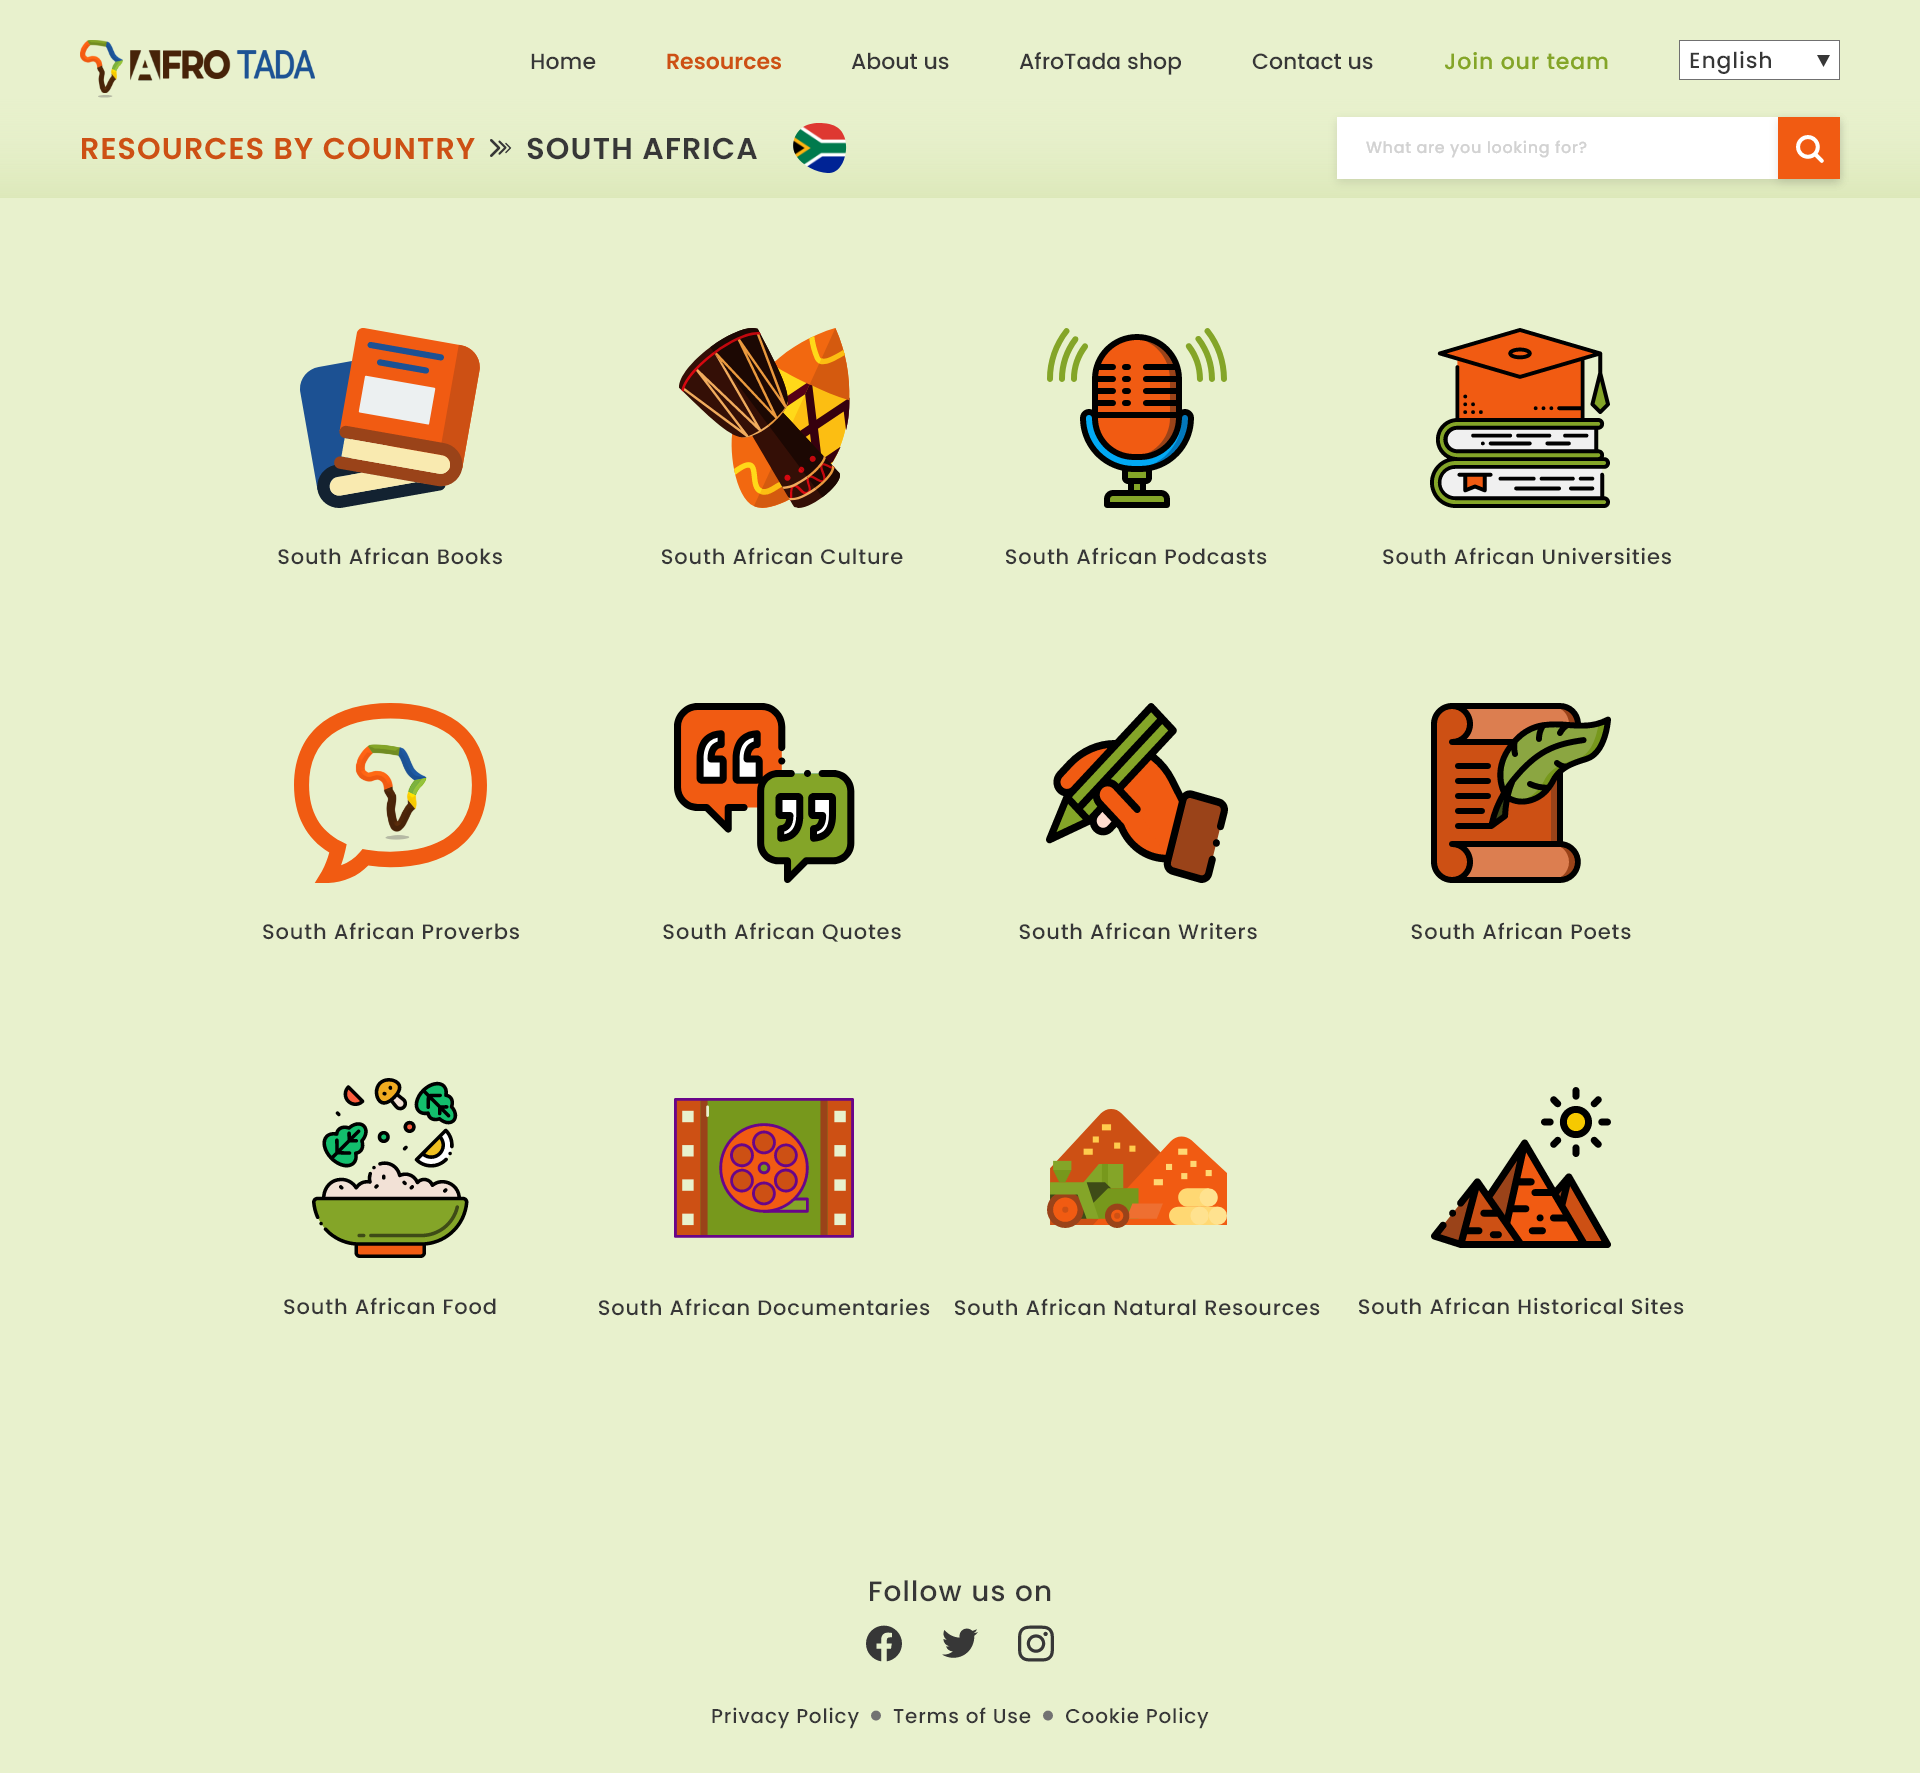 AFRO TADA
Home Resources About us AfroTada shop Contact us Join our team English
RESOURCES BY COUNTRY SOUTH AFRICA What are you looking for?
South African Books South African Culture South African Podcasts South African Universities
South African Proverbs South African Quotes South African Writers South African Poets
South African Food South African Documentaries South African Natural Resources South African Historical Sites
Follow us on
Privacy Policy • Terms of Use • Cookie Policy